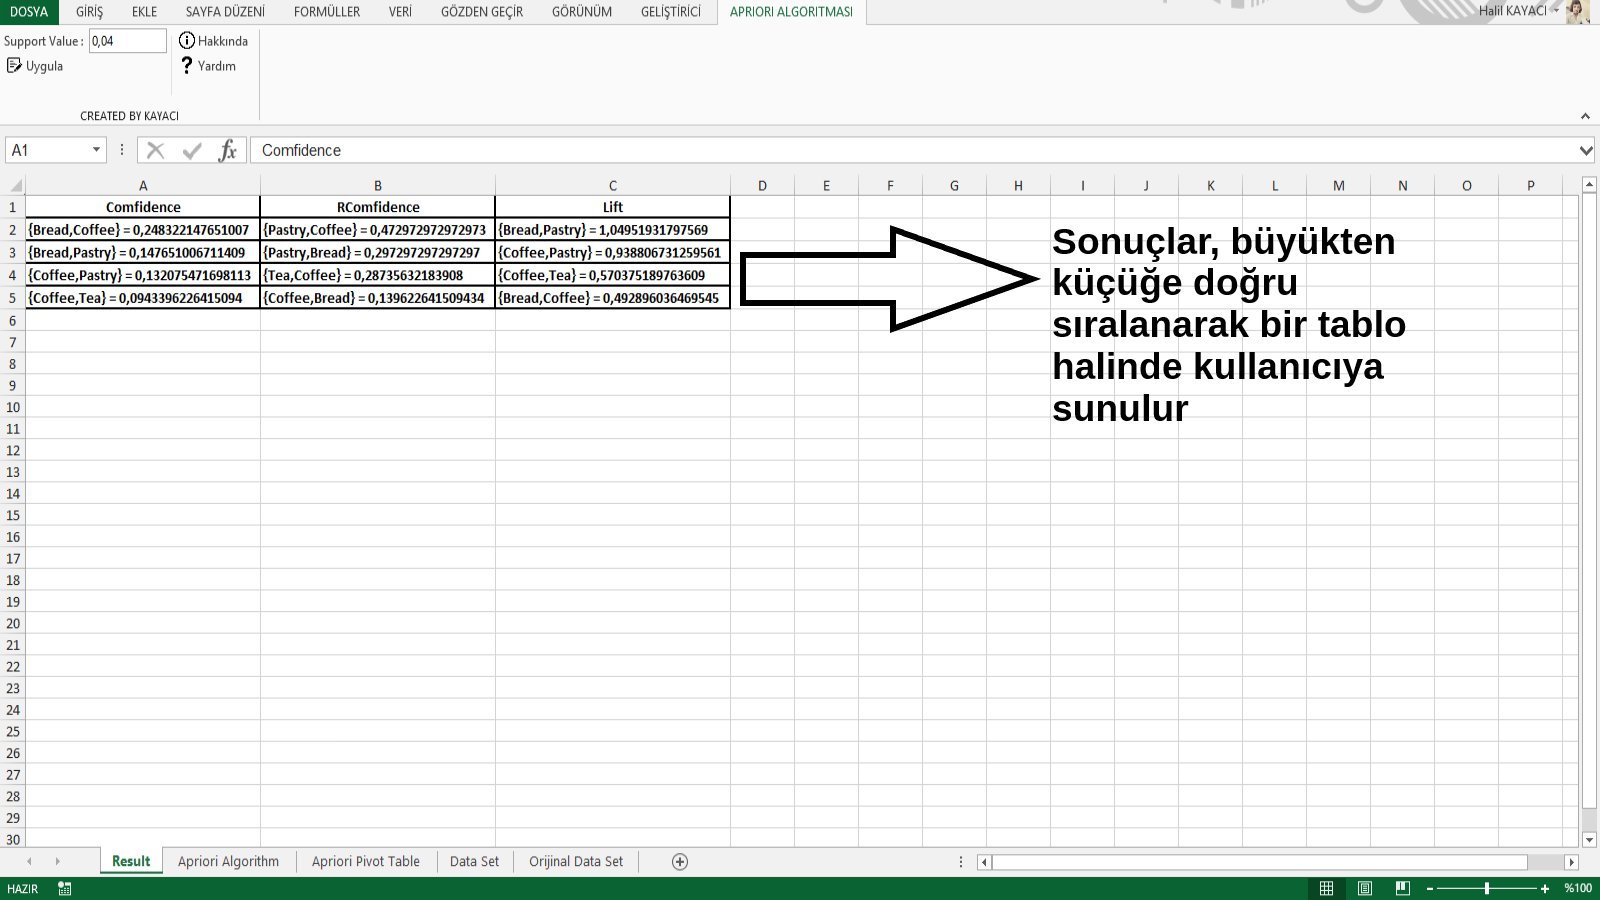 DOSYA GİRİŞ EKLE SAYFA DÜZENİ FORMÜLLER VERİ GÖZDEN GEÇİR GÖRÜNÜM GELİŞTİRİCİ APRIORI ALGORITMASI Halil KAYACI
Support Value : 0,04 Hakkında
Uygula Yardım
CREATED BY KAYACI
A1 fx Comfidence
A B C D E F G H I J K L M N O P
1 Comfidence RComfidence Lift
2 {Bread,Coffee} = 0,248322147651007 {Pastry,Coffee} = 0,472972972972973 {Bread,Pastry} = 1,04951931797569
3 {Bread,Pastry} = 0,147651006711409 {Pastry,Bread} = 0,297297297297297 {Coffee,Pastry} = 0,938806731259561
4 {Coffee,Pastry} = 0,132075471698113 {Tea,Coffee} = 0,28735632183908 {Coffee,Tea} = 0,570375189763609
5 {Coffee,Tea} = 0,0943396226415094 {Coffee,Bread} = 0,139622641509434 {Bread,Coffee} = 0,492896036469545
Sonuçlar, büyükten
küçüğe doğru
sıralanarak bir tablo
halinde kullanıcıya
sunulur
6
7
8
9
10
11
12
13
14
15
16
17
18
19
20
21
22
23
24
25
26
27
28
29
30
Result Apriori Algorithm Apriori Pivot Table Data Set Orijinal Data Set
HAZIR %100